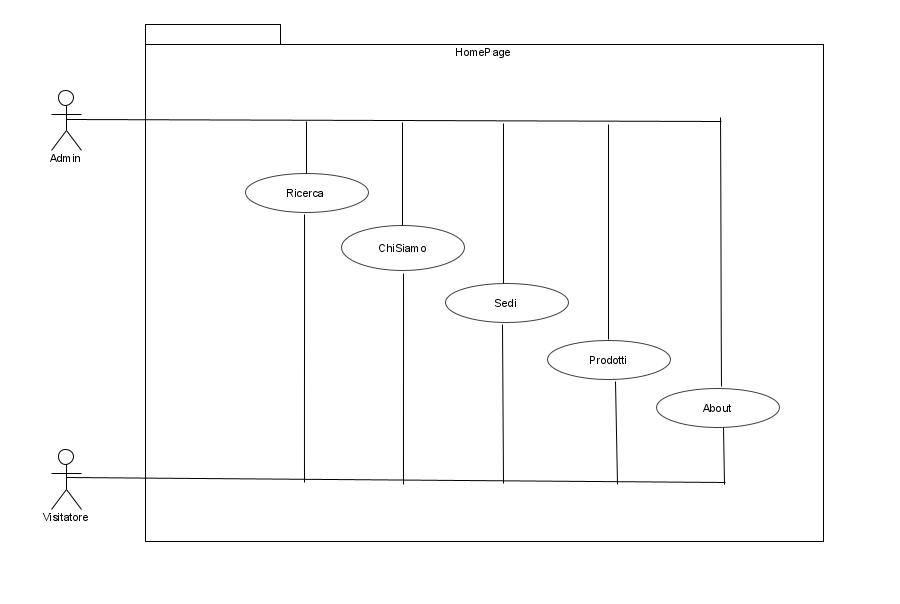 HomePage
Admin
Ricerca
ChiSiamo
Sedi
Prodotti
About
Visitatore